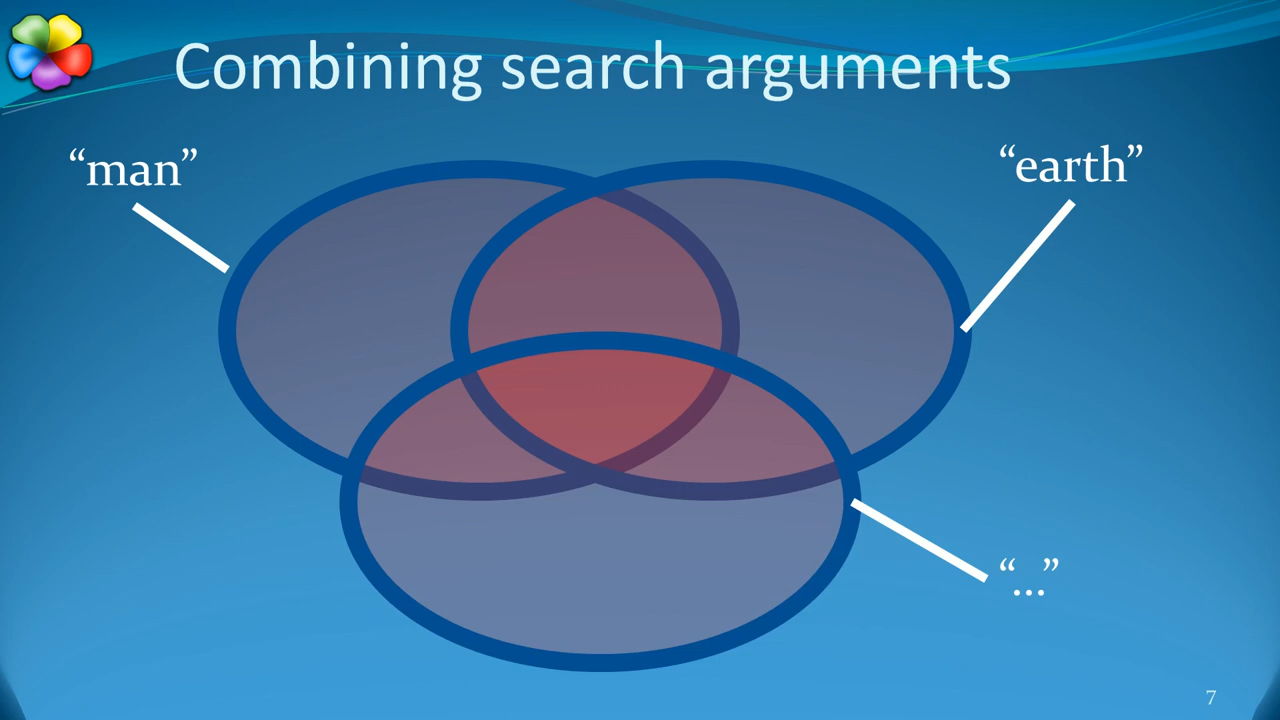 Combining search arguments
“man”
“earth”
“…”
7